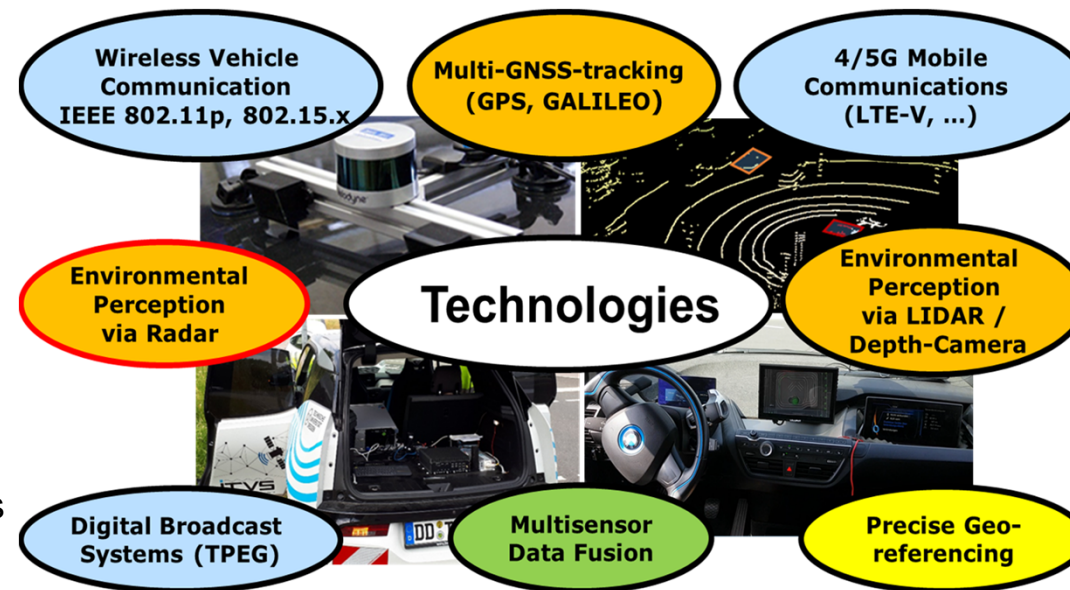 Wireless Vehicle
Communication
IEEE 802.11p, 802.15.x
Multi-GNSS-tracking
(GPS, GALILEO)
4/5G Mobile
Communications
(LTE-V, ...)
Environmental
Perception
via Radar
Technologies
Environmental
Perception
via LIDAR /
Depth-Camera
s
Digital Broadcast
Systems (TPEG)
Multisensor
Data Fusion
Precise Geo-
referencing
DD